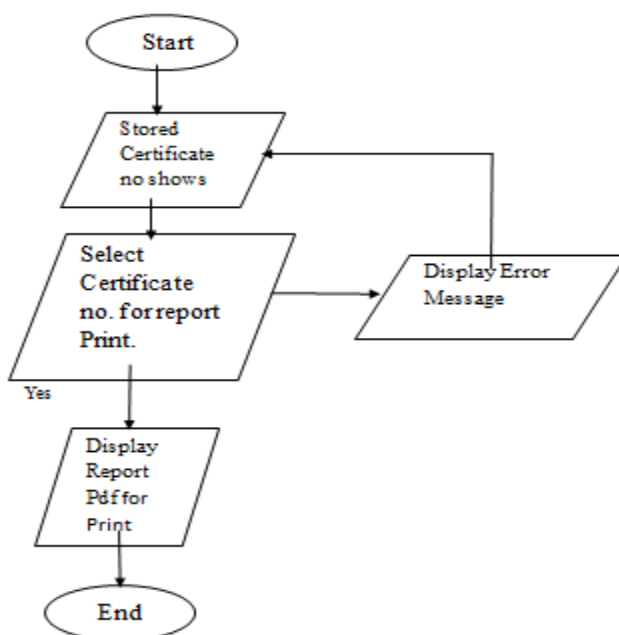 Start
Stored
Certificate
no shows
Select
Certificate
no. for report
Print.
Display Error
Message
Yes
Display
Report
Pdf for
Print
End